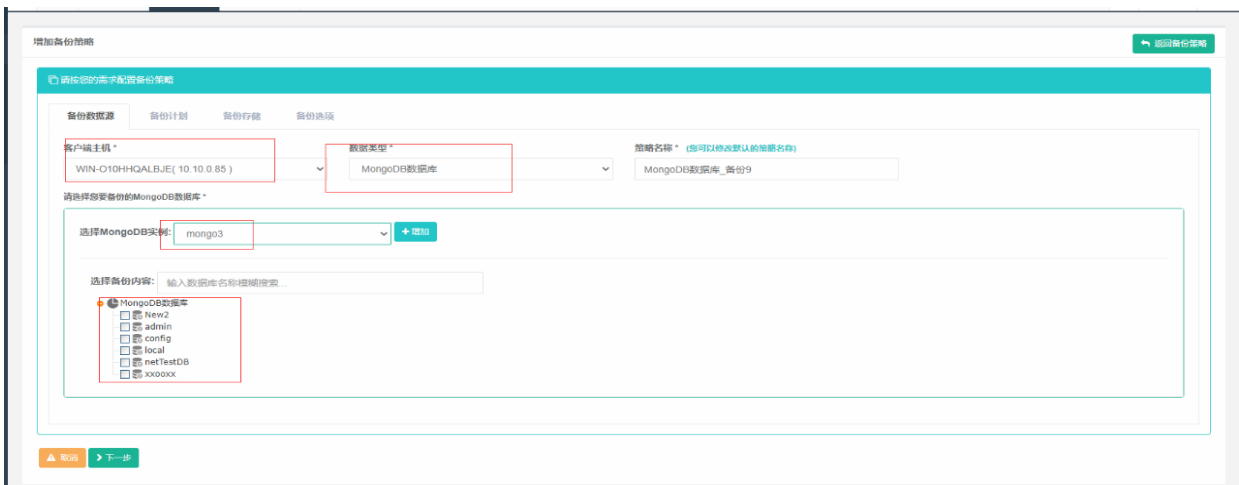 增加备份策略
返回备份策略
请按您的需求配置备份策略
备份数据源 备份计划 备份存储 备份选项
客户端主机 * 数据类型 * 策略名称 * (您可以修改默认的策略名称)
WIN-O10HHQALBJE( 10.10.0.85 ) MongoDB数据库 MongoDB数据库_备份9
请选择您要备份的MongoDB数据库 *
选择MongoDB实例: mongo3 +增加
选择备份内容: 输入数据库名称模糊搜索...
MongoDB数据库
New2
admin
config
local
netTestDB
xxooxx
取消 下一步